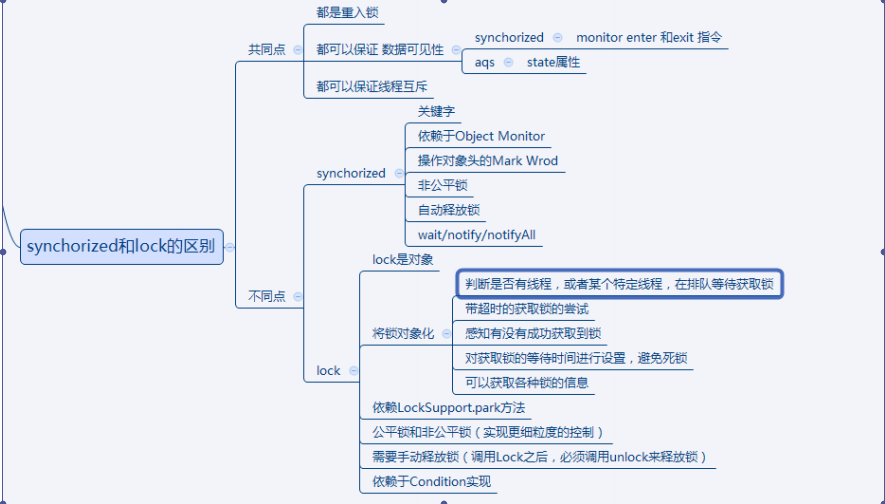 synchorized和lock的区别
共同点
都是重入锁
都可以保证 数据可见性
synchorized
monitor enter 和exit 指令
aqs
state属性
都可以保证线程互斥
不同点
synchorized
关键字
依赖于Object Monitor
操作对象头的Mark Wrod
非公平锁
自动释放锁
wait/notify/notifyAll
lock
lock是对象
将锁对象化
判断是否有线程，或者某个特定线程，在排队等待获取锁
带超时的获取锁的尝试
感知有没有成功获取到锁
对获取锁的等待时间进行设置，避免死锁
可以获取各种锁的信息
依赖LockSupport.park方法
公平锁和非公平锁（实现更细粒度的控制）
需要手动释放锁（调用Lock之后，必须调用unlock来释放锁）
依赖于Condition实现